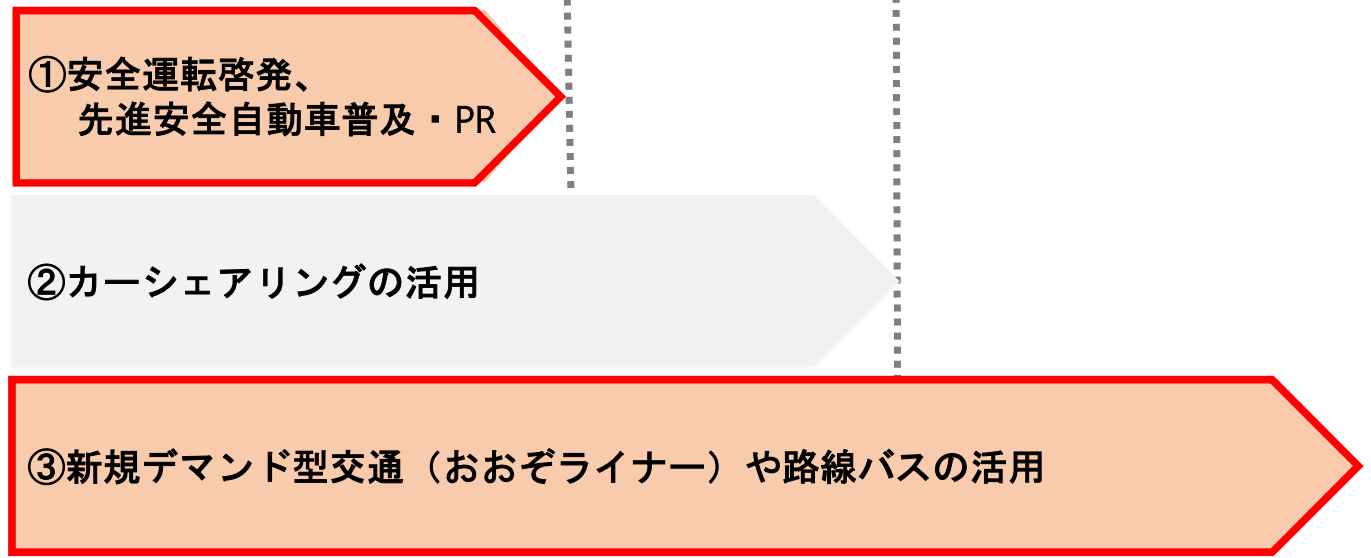 ①安全運転啓発、
先進安全自動車普及・PR
②カーシェアリングの活用
③新規デマンド型交通（おおぞライナー）や路線バスの活用